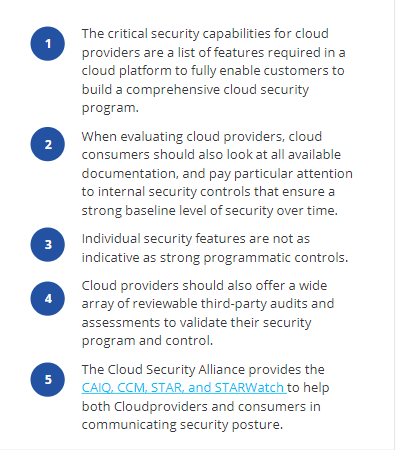 1
The critical security capabilities for cloud
providers are a list of features required in a
cloud platform to fully enable customers to
build a comprehensive cloud security
program.
2
When evaluating cloud providers, cloud
consumers should also look at all available
documentation, and pay particular attention
to internal security controls that ensure a
strong baseline level of security over time.
3
Individual security features are not as
indicative as strong programmatic controls.
4
Cloud providers should also offer a wide
array of reviewable third-party audits and
assessments to validate their security
program and control.
5
The Cloud Security Alliance provides the
CAIQ, CCM, STAR, and STARWatch to help
both Cloudproviders and consumers in
communicating security posture.